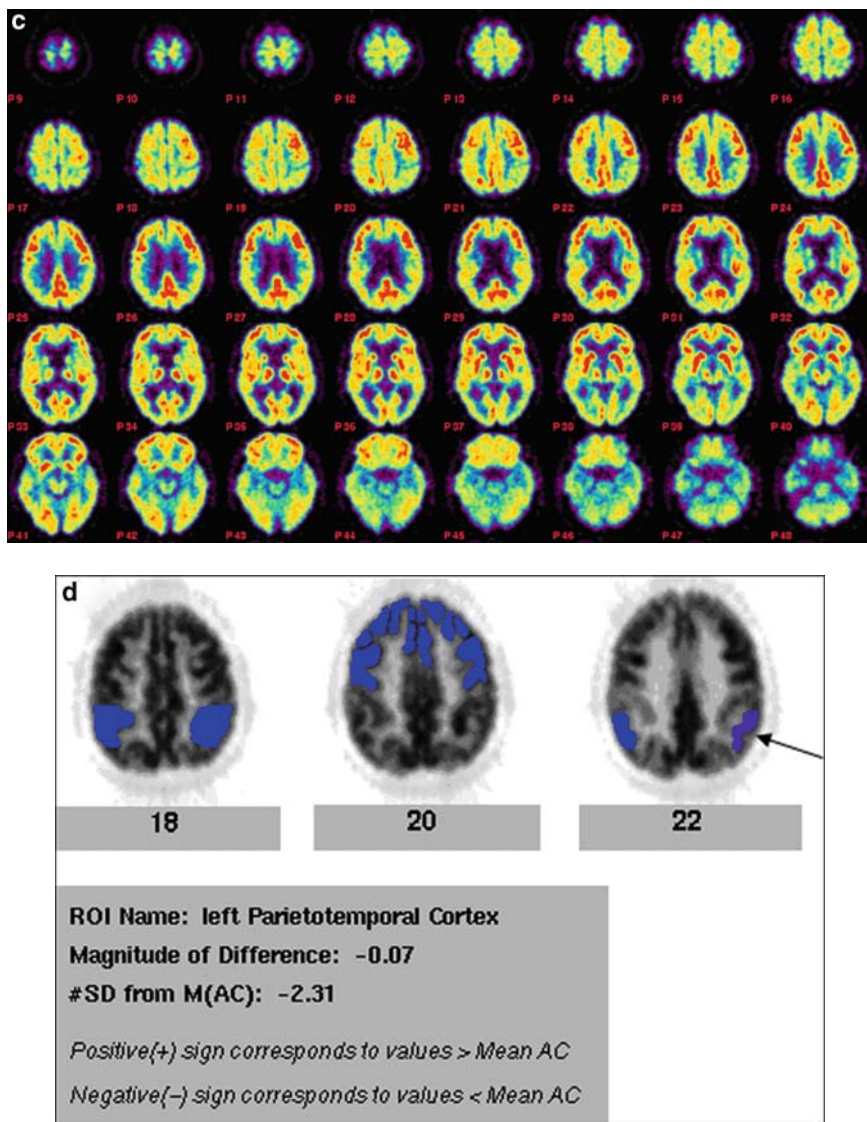 c
P9 P10 P11 P12 P13 P14 P15 P16
P17 P18 P19 P20 P21 P22 P23 P24
P25 P26 P27 P28 P29 P30 P31 P32
P33 P34 P35 P36 P37 P38 P39 P40
P41 P42 P43 P44 P45 P46 P47 P48
d
18 20 22
ROI Name: left Parietotemporal Cortex
Magnitude of Difference: -0.07
#SD from M(AC): -2.31
Positive(+) sign corresponds to values > Mean AC
Negative(-) sign corresponds to values < Mean AC